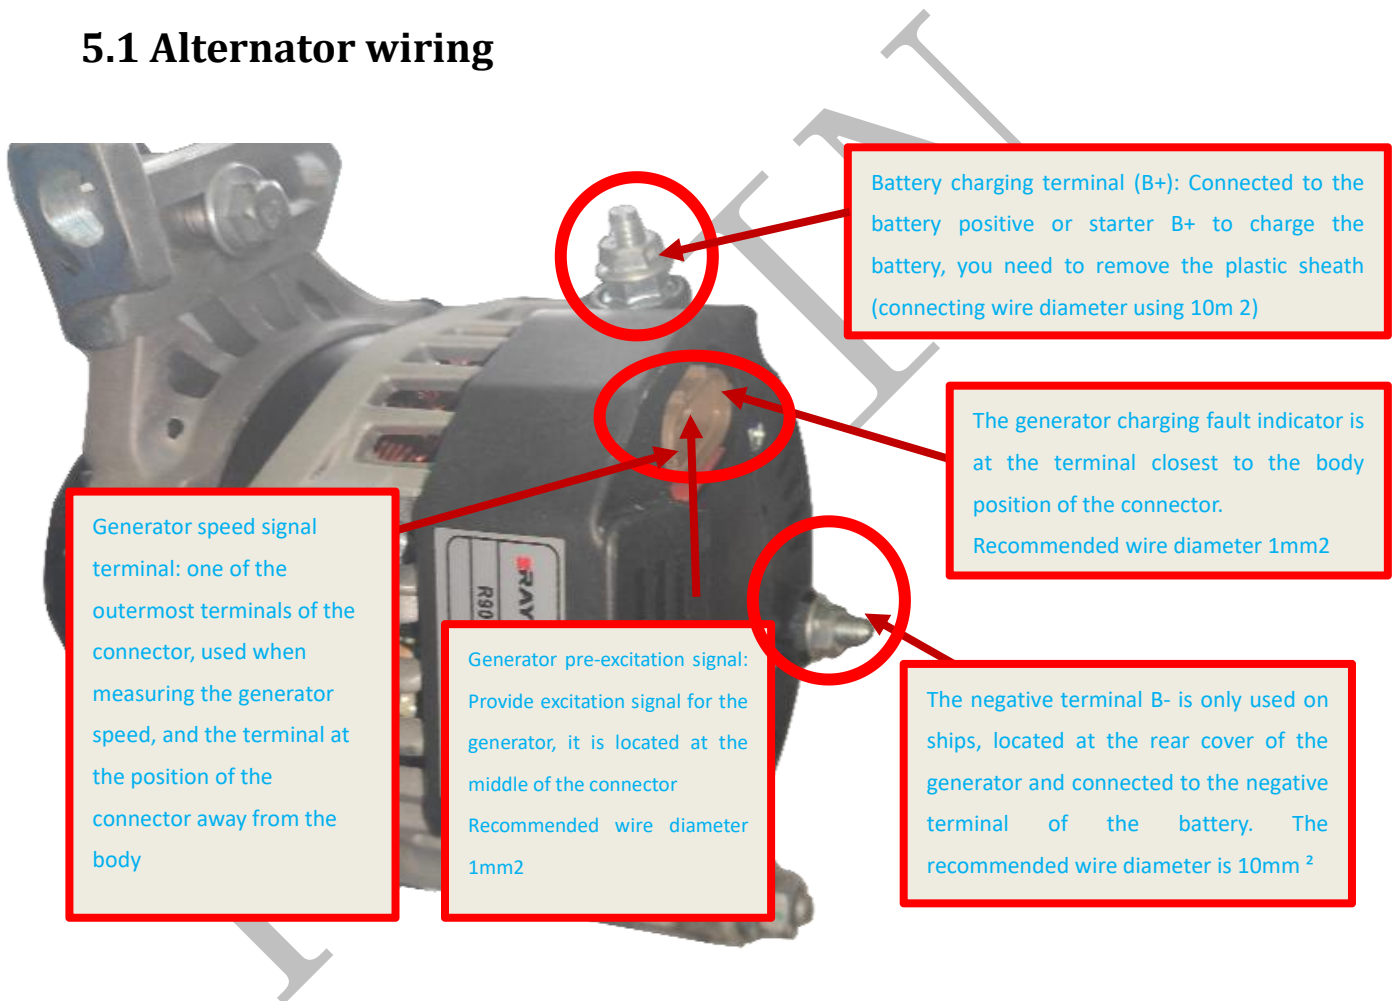 5.1 Alternator wiring
Battery charging terminal (B+): Connected to the
battery positive or starter B+ to charge the
battery, you need to remove the plastic sheath
(connecting wire diameter using 10m 2)
The generator charging fault indicator is
at the terminal closest to the body
position of the connector.
Recommended wire diameter 1mm2
Generator speed signal
terminal: one of the
outermost terminals of the
connector, used when
measuring the generator
speed, and the terminal at
the position of the
connector away from the
body
Generator pre-excitation signal:
Provide excitation signal for the
generator, it is located at the
middle of the connector
Recommended wire diameter
1mm2
The negative terminal B- is only used on
ships, located at the rear cover of the
generator and connected to the negative
terminal of the battery. The
recommended wire diameter is 10mm ²
RAY
R90
IN